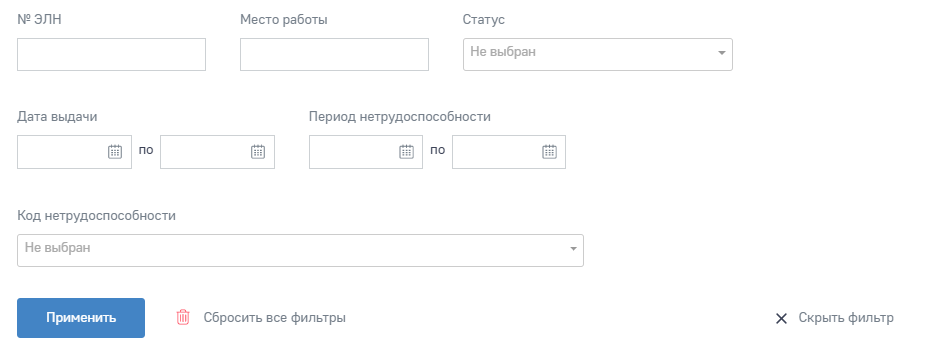 № ЭЛН Место работы Статус
Не выбран
Дата выдачи Период нетрудоспособности
по по
Код нетрудоспособности
Не выбран
Применить Сбросить все фильтры Скрыть фильтр